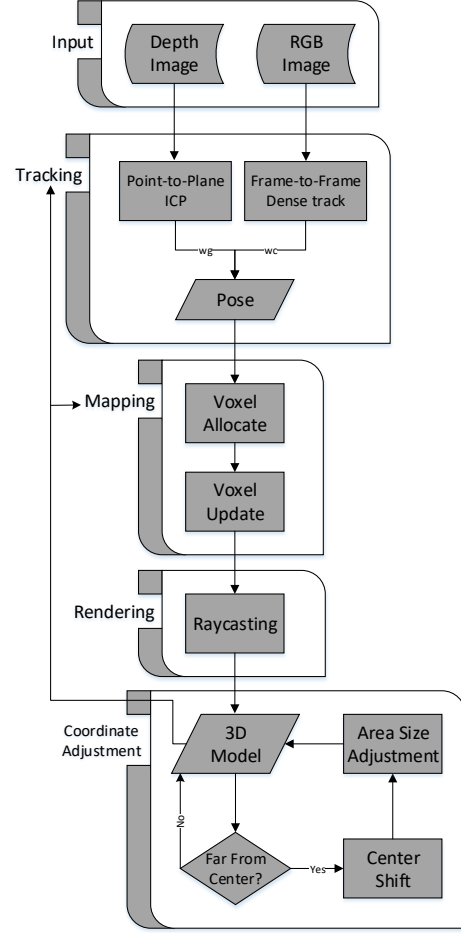 Input
Depth
Image
RGB
Image
Tracking
Point-to-Plane
ICP
Frame-to-Frame
Dense track
wg
wc
Pose
Mapping
Voxel
Allocate
Voxel
Update
Rendering
Raycasting
Coordinate
Adjustment
3D
Model
Area Size
Adjustment
No
Far From
Center?
Yes
Center
Shift